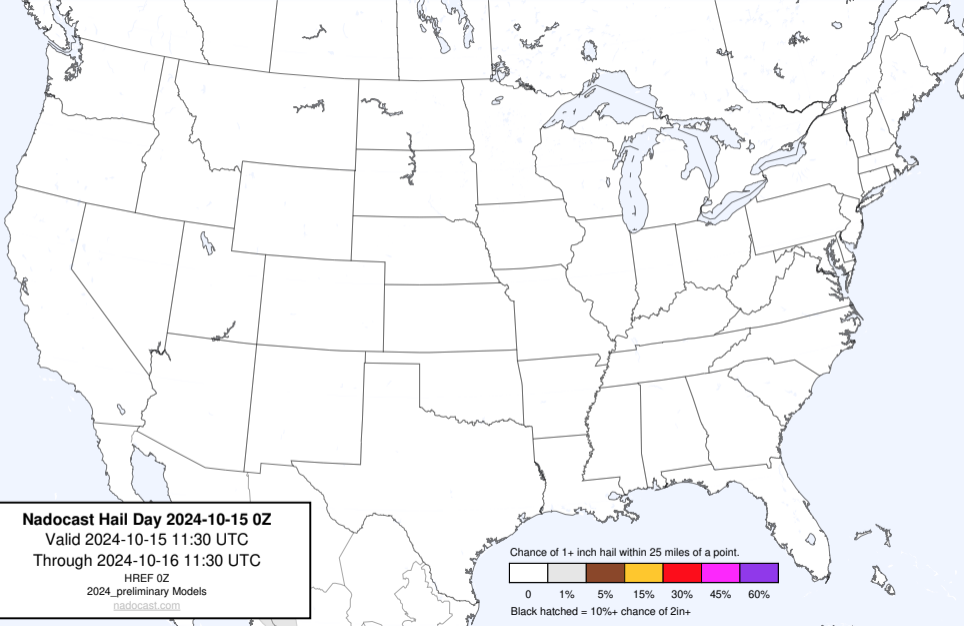 Nadocast Hail Day 2024-10-15 0Z
Valid 2024-10-15 11:30 UTC
Through 2024-10-16 11:30 UTC
HREF 0Z
2024_preliminary Models
nadocast.com
Chance of 1+ inch hail within 25 miles of a point.
0 1% 5% 15% 30% 45% 60%
Black hatched = 10%+ chance of 2in+